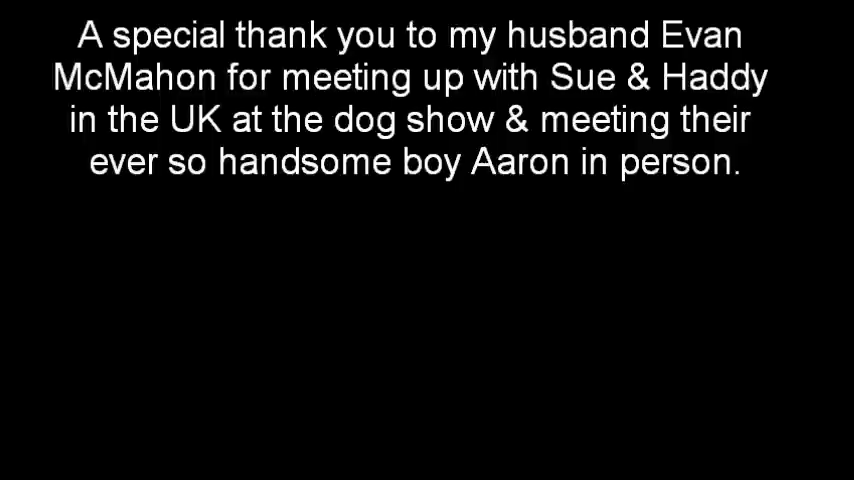 A special thank you to my husband Evan
McMahon for meeting up with Sue & Haddy
in the UK at the dog show & meeting their
ever so handsome boy Aaron in person.